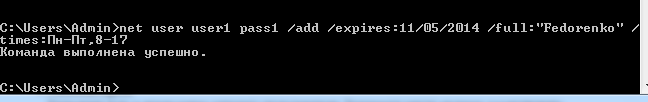 C:\Users\Admin>net user user1 pass1 /add /expires:11/05/2014 /full:"Fedorenko" /
times:Пн-Пт,8-17
Команда выполнена успешно.
C:\Users\Admin>